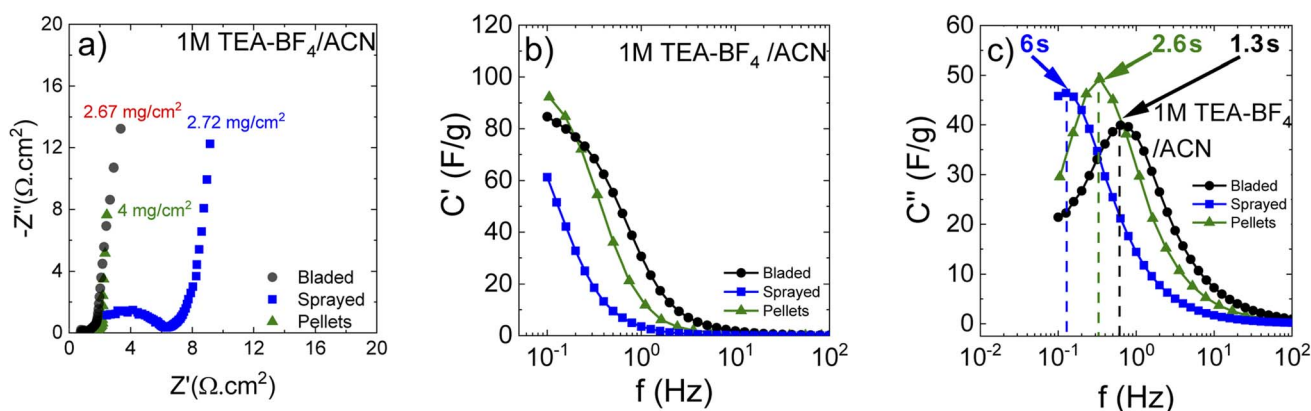 a)
1M TEA-BF₄/ACN
2.67 mg/cm²
2.72 mg/cm²
4 mg/cm²
Bladed
Sprayed
Pellets
-Z"(Ω.cm²)
16
14
12
10
8
6
4
2
0
0 4 8 12 16 20
Z'(Ω.cm²)
b)
1M TEA-BF₄ /ACN
C' (F/g)
120
100
80
60
40
20
0
Bladed
Sprayed
Pellets
10⁻¹ 10⁰ 10¹ 10²
f (Hz)
c)
6s
2.6s
1.3s
1M TEA-BF₄
/ACN
C" (F/g)
60
50
40
30
20
10
0
Bladed
Sprayed
Pellets
10⁻² 10⁻¹ 10⁰ 10¹ 10²
f (Hz)